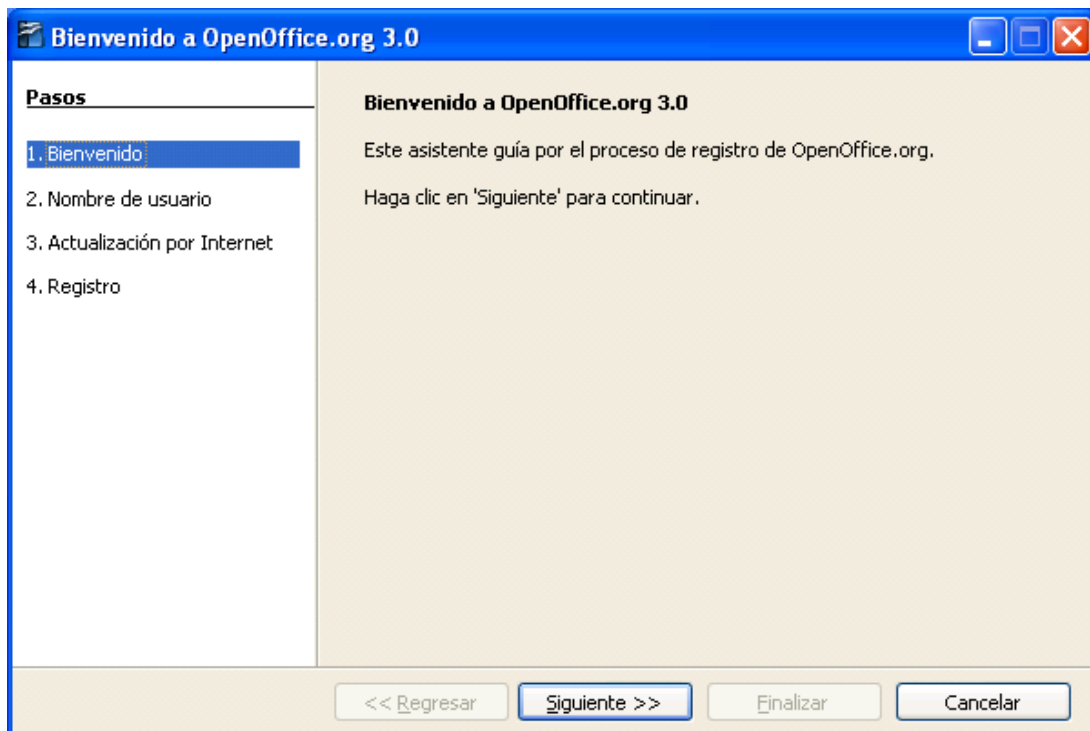 Bienvenido a OpenOffice.org 3.0
Pasos
1. Bienvenido
2. Nombre de usuario
3. Actualización por Internet
4. Registro
Bienvenido a OpenOffice.org 3.0
Este asistente guía por el proceso de registro de OpenOffice.org.
Haga clic en 'Siguiente' para continuar.
<< Regresar
Siguiente >>
Finalizar
Cancelar